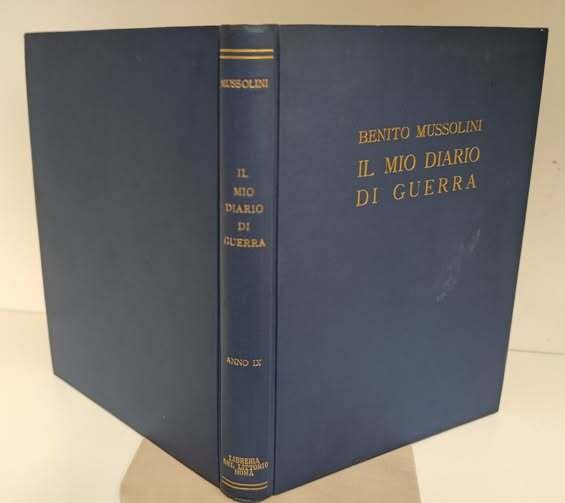 MUSSOLINI
IL
MIO
DIARIO
DI
GUERRA
ANNO IX
LIBRERIA
DEL LITTORIO
ROMA
BENITO MUSSOLINI
IL MIO DIARIO
DI GUERRA